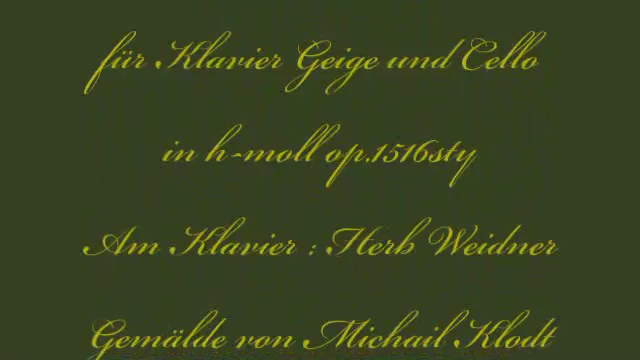 für Klavier Geige und Cello
in h-moll op.1516sty
Am Klavier : Herb Weidner
Gemälde von Michail Klodt